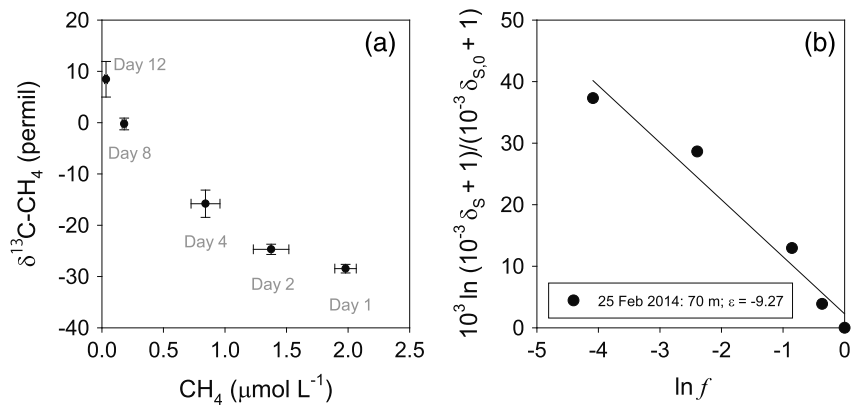 (a)
δ¹³C-CH₄ (permil)
20
10
0
-10
-20
-30
-40
Day 12
Day 8
Day 4
Day 2
Day 1
0.0 0.5 1.0 1.5 2.0 2.5
CH₄ (μmol L⁻¹)
(b)
10³ ln (10⁻³ δ_S + 1)/(10⁻³ δ_S,0 + 1)
50
40
30
20
10
0
25 Feb 2014: 70 m; ε = -9.27
-5 -4 -3 -2 -1 0
ln f